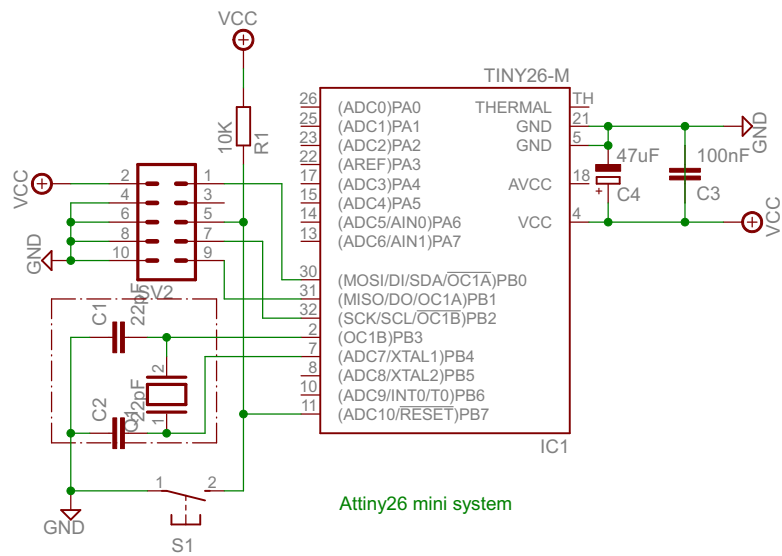 VCC
TINY26-M
10K
R1
26 (ADC0)PA0
25 (ADC1)PA1
23 (ADC2)PA2
22 (AREF)PA3
17 (ADC3)PA4
15 (ADC4)PA5
14 (ADC5/AIN0)PA6
13 (ADC6/AIN1)PA7
30 (MOSI/DI/SDA/OC1A)PB0
31 (MISO/DO/OC1A)PB1
32 (SCK/SCL/OC1B)PB2
2 (OC1B)PB3
7 (ADC7/XTAL1)PB4
8 (ADC8/XTAL2)PB5
10 (ADC9/INT0/T0)PB6
11 (ADC10/RESET)PB7
THERMAL TH
GND 21
GND 5
AVCC 18
VCC 4
IC1
47uF
+
C4
100nF
C3
GND
VCC
VCC
GND
2 1
4 3
6 5
8 7
10 9
SV2
C1
22pF
C2
22pF
Q1
2
1
1 2
S1
GND
Attiny26 mini system